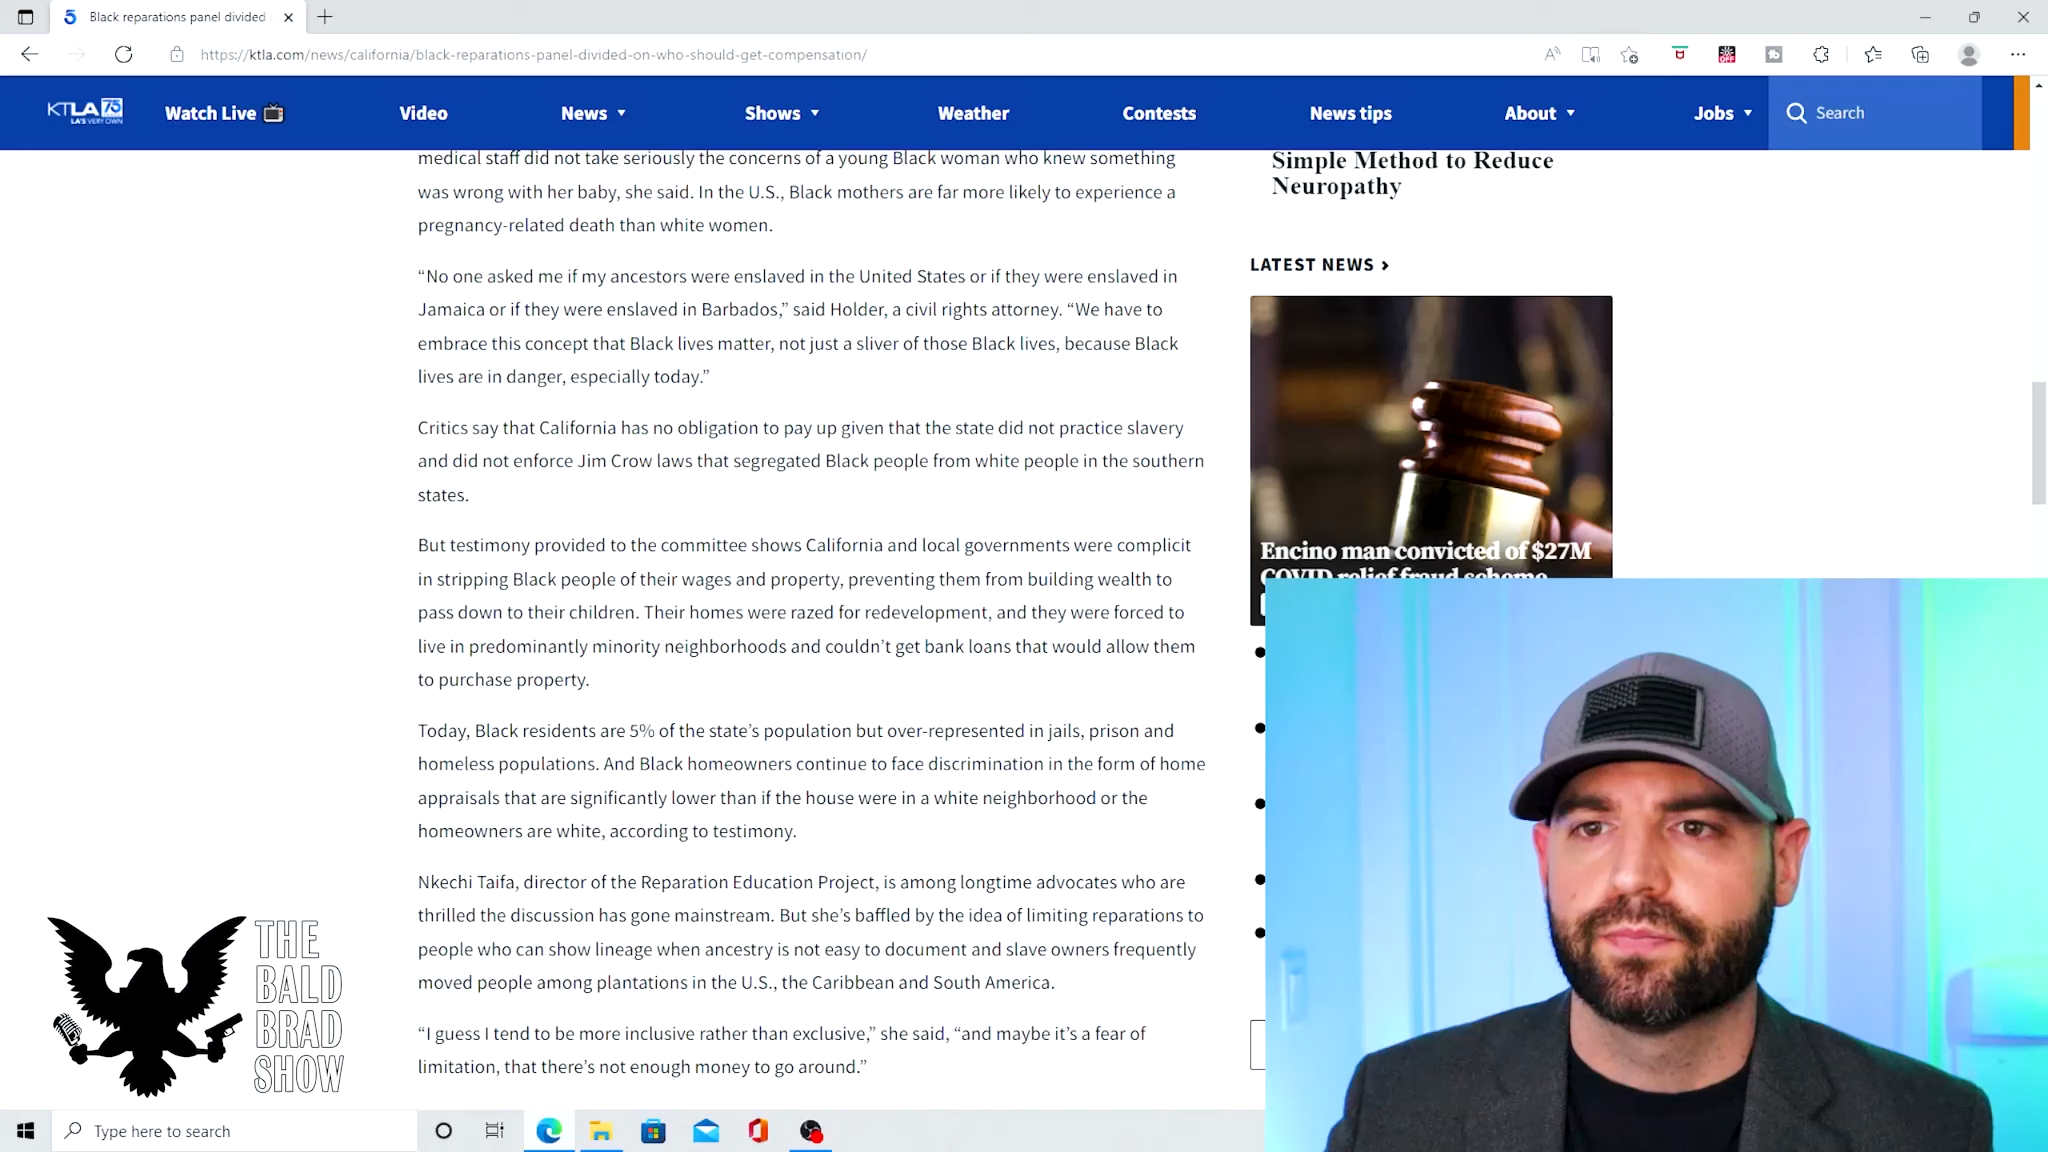 Black reparations panel divided
https://ktla.com/news/california/black-reparations-panel-divided-on-who-should-get-compensation/
KTLA 75
LA'S VERY OWN
Watch Live
Video
News
Shows
Weather
Contests
News tips
About
Jobs
Search
medical staff did not take seriously the concerns of a young Black woman who knew something
was wrong with her baby, she said. In the U.S., Black mothers are far more likely to experience a
pregnancy-related death than white women.
“No one asked me if my ancestors were enslaved in the United States or if they were enslaved in
Jamaica or if they were enslaved in Barbados,” said Holder, a civil rights attorney. “We have to
embrace this concept that Black lives matter, not just a sliver of those Black lives, because Black
lives are in danger, especially today.”
Critics say that California has no obligation to pay up given that the state did not practice slavery
and did not enforce Jim Crow laws that segregated Black people from white people in the southern
states.
But testimony provided to the committee shows California and local governments were complicit
in stripping Black people of their wages and property, preventing them from building wealth to
pass down to their children. Their homes were razed for redevelopment, and they were forced to
live in predominantly minority neighborhoods and couldn’t get bank loans that would allow them
to purchase property.
Today, Black residents are 5% of the state’s population but over-represented in jails, prison and
homeless populations. And Black homeowners continue to face discrimination in the form of home
appraisals that are significantly lower than if the house were in a white neighborhood or the
homeowners are white, according to testimony.
Nkechi Taifa, director of the Reparation Education Project, is among longtime advocates who are
thrilled the discussion has gone mainstream. But she’s baffled by the idea of limiting reparations to
people who can show lineage when ancestry is not easy to document and slave owners frequently
moved people among plantations in the U.S., the Caribbean and South America.
“I guess I tend to be more inclusive rather than exclusive,” she said, “and maybe it’s a fear of
limitation, that there’s not enough money to go around.”
Simple Method to Reduce
Neuropathy
LATEST NEWS
Encino man convicted of $27M
COVID relief fraud scheme
THE
BALD
BRAD
SHOW
Type here to search